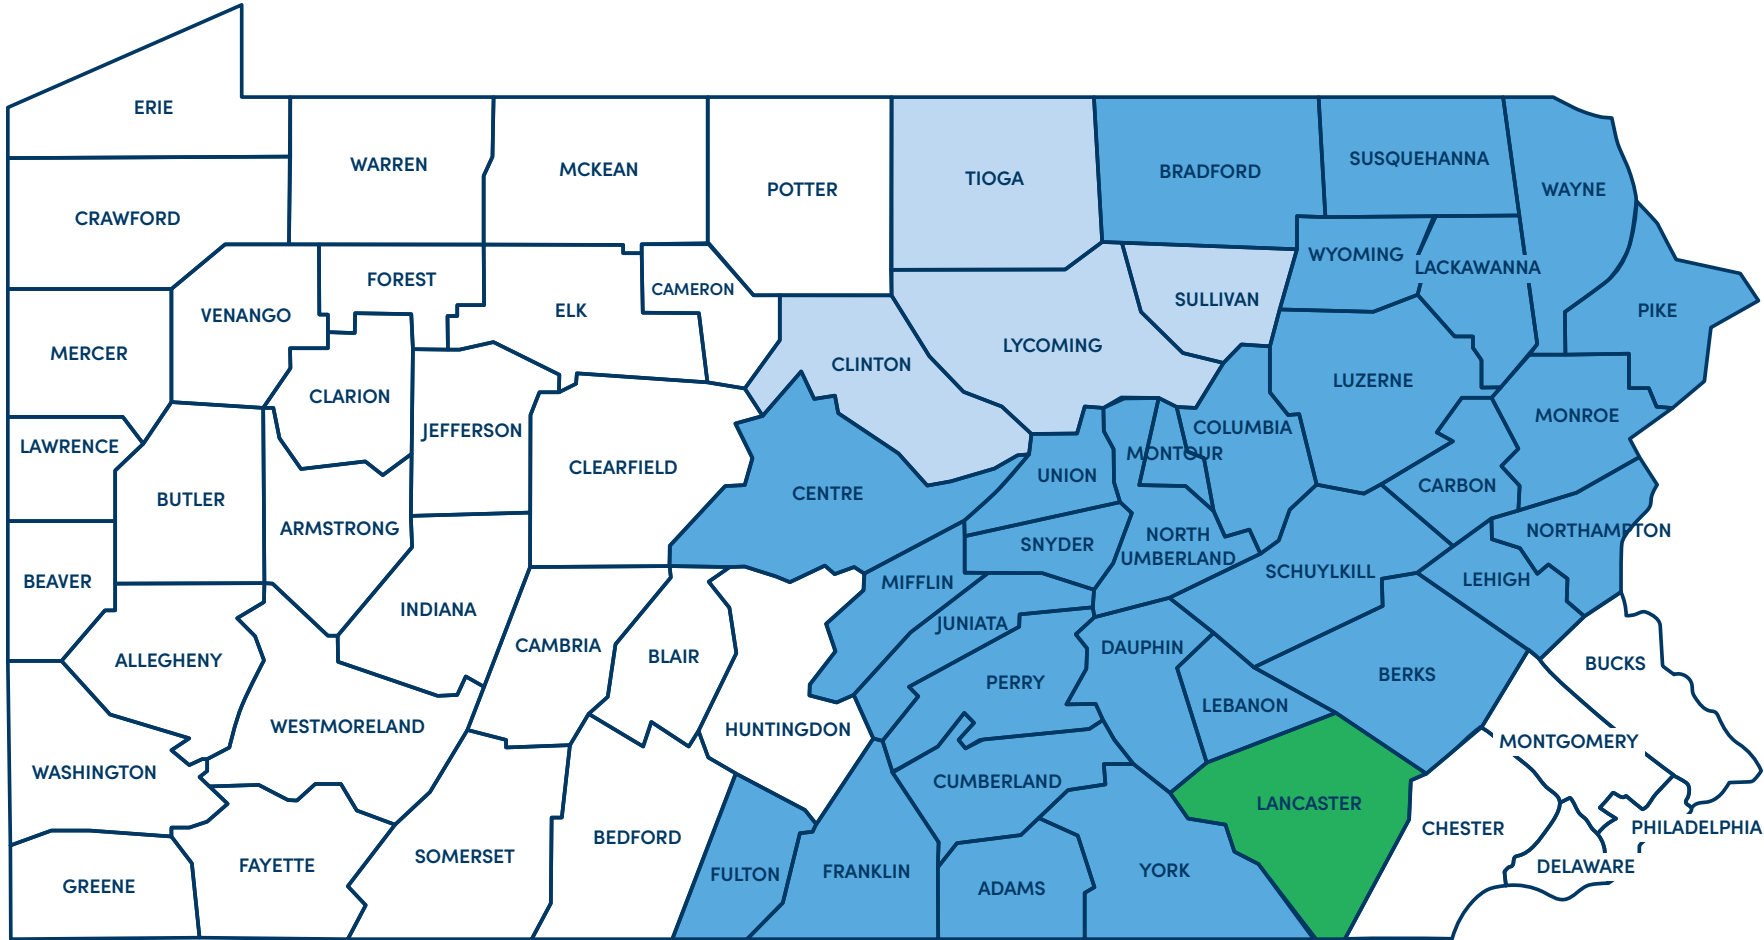 ERIE
WARREN
MCKEAN
POTTER
TIOGA
BRADFORD
SUSQUEHANNA
WAYNE
CRAWFORD
FOREST
ELK
CAMERON
WYOMING
LACKAWANNA
VENANGO
SULLIVAN
PIKE
MERCER
LYCOMING
CLINTON
LUZERNE
CLARION
MONROE
LAWRENCE
JEFFERSON
COLUMBIA
MONTOUR
CLEARFIELD
UNION
CENTRE
CARBON
BUTLER
ARMSTRONG
NORTHAMPTON
SNYDER
NORTH
UMBERLAND
SCHUYLKILL
LEHIGH
BEAVER
MIFFLIN
INDIANA
JUNIATA
CAMBRIA
BLAIR
DAUPHIN
ALLEGHENY
BUCKS
PERRY
BERKS
LEBANON
WESTMORELAND
HUNTINGDON
MONTGOMERY
WASHINGTON
CUMBERLAND
LANCASTER
CHESTER
PHILADELPHIA
BEDFORD
SOMERSET
FAYETTE
DELAWARE
GREENE
FULTON
FRANKLIN
ADAMS
YORK